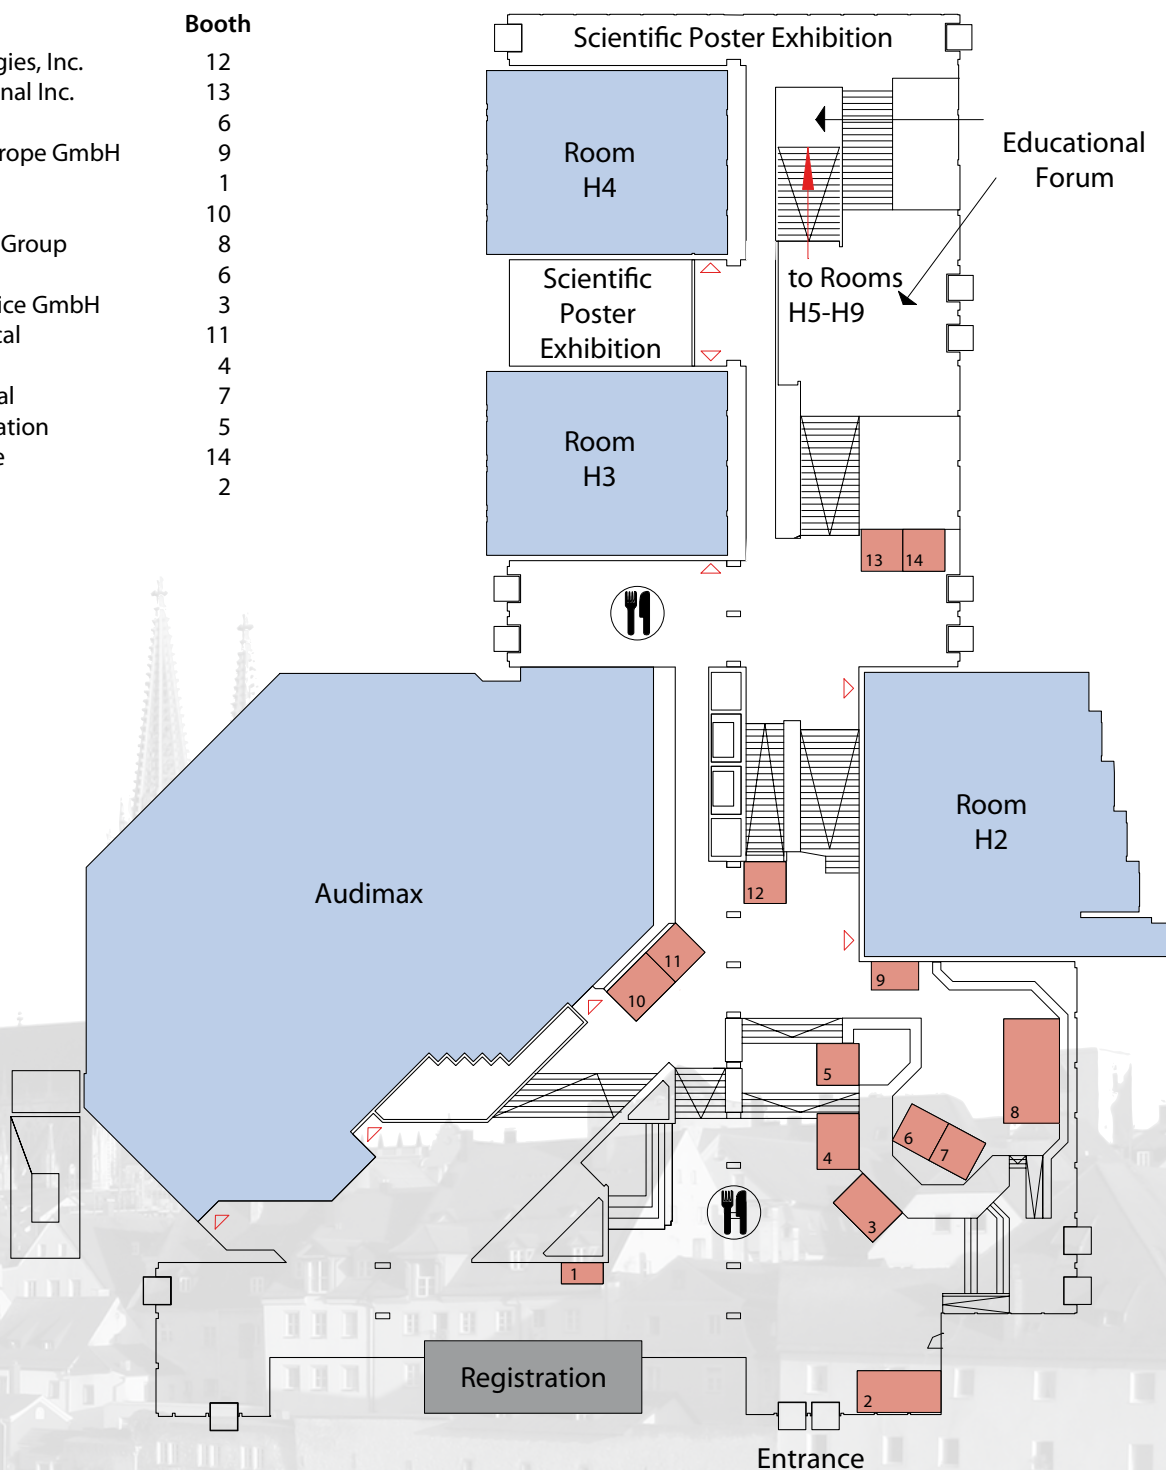 Booth
gies, Inc. 12
nal Inc. 13
6
rope GmbH 9
1
10
Group 8
6
ice GmbH 3
tal 11
4
al 7
ation 5
e 14
2
Scientific Poster Exhibition
Room
H4
Educational
Forum
Scientific
Poster
Exhibition
to Rooms
H5-H9
Room
H3
13
14
Room
H2
Audimax
12
11
10
9
5
8
6
7
4
3
1
Registration
2
Entrance